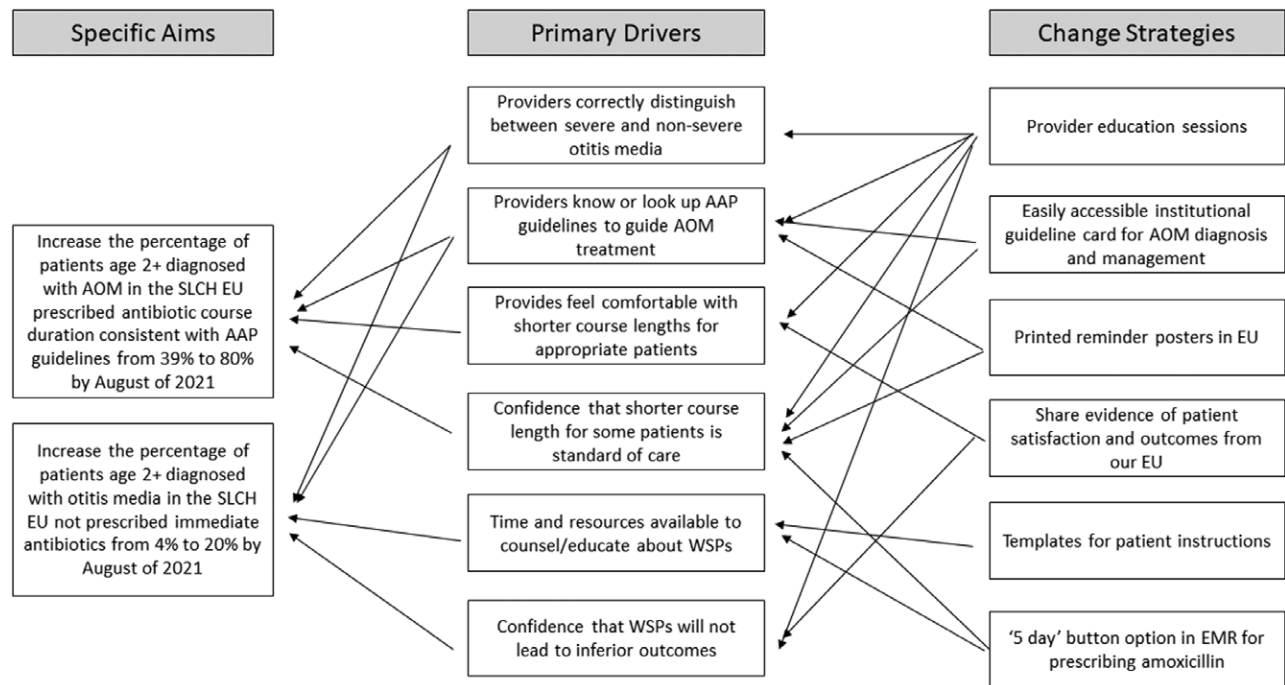 Specific Aims
Increase the percentage of
patients age 2+ diagnosed
with AOM in the SLCH EU
prescribed antibiotic course
duration consistent with AAP
guidelines from 39% to 80%
by August of 2021
Increase the percentage of
patients age 2+ diagnosed
with otitis media in the SLCH
EU not prescribed immediate
antibiotics from 4% to 20% by
August of 2021
Primary Drivers
Providers correctly distinguish
between severe and non-severe
otitis media
Providers know or look up AAP
guidelines to guide AOM
treatment
Provides feel comfortable with
shorter course lengths for
appropriate patients
Confidence that shorter course
length for some patients is
standard of care
Time and resources available to
counsel/educate about WSPs
Confidence that WSPs will not
lead to inferior outcomes
Change Strategies
Provider education sessions
Easily accessible institutional
guideline card for AOM diagnosis
and management
Printed reminder posters in EU
Share evidence of patient
satisfaction and outcomes from
our EU
Templates for patient instructions
‘5 day’ button option in EMR for
prescribing amoxicillin